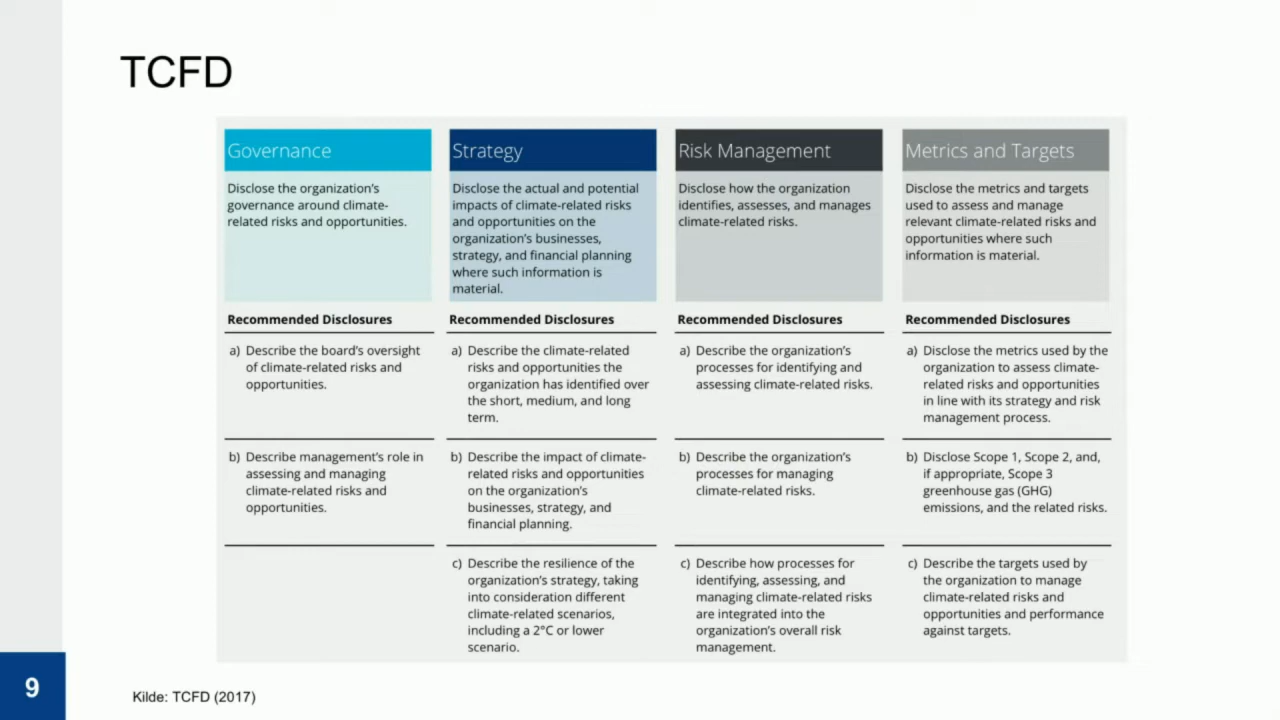 TCFD
Governance
Disclose the organization's
governance around climate-
related risks and opportunities.
Recommended Disclosures
a) Describe the board's oversight
of climate-related risks and
opportunities.
b) Describe management's role in
assessing and managing
climate-related risks and
opportunities.
Strategy
Disclose the actual and potential
impacts of climate-related risks
and opportunities on the
organization's businesses,
strategy, and financial planning
where such information is
material.
Recommended Disclosures
a) Describe the climate-related
risks and opportunities the
organization has identified over
the short, medium, and long
term.
b) Describe the impact of climate-
related risks and opportunities
on the organization's
businesses, strategy, and
financial planning.
c) Describe the resilience of the
organization's strategy, taking
into consideration different
climate-related scenarios,
including a 2°C or lower
scenario.
Risk Management
Disclose how the organization
identifies, assesses, and manages
climate-related risks.
Recommended Disclosures
a) Describe the organization's
processes for identifying and
assessing climate-related risks.
b) Describe the organization's
processes for managing
climate-related risks.
c) Describe how processes for
identifying, assessing, and
managing climate-related risks
are integrated into the
organization's overall risk
management.
Metrics and Targets
Disclose the metrics and targets
used to assess and manage
relevant climate-related risks and
opportunities where such
information is material.
Recommended Disclosures
a) Disclose the metrics used by the
organization to assess climate-
related risks and opportunities
in line with its strategy and risk
management process.
b) Disclose Scope 1, Scope 2, and,
if appropriate, Scope 3
greenhouse gas (GHG)
emissions, and the related risks.
c) Describe the targets used by
the organization to manage
climate-related risks and
opportunities and performance
against targets.
9
Kilde: TCFD (2017)